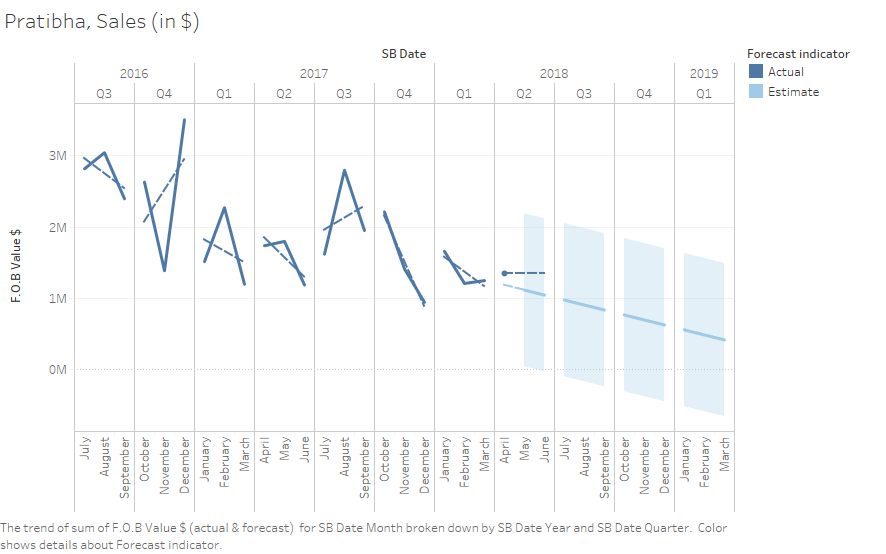 Pratibha, Sales (in $)
SB Date
Forecast indicator
2016 2017 2018 2019
Actual
Q3 Q4 Q1 Q2 Q3 Q4 Q1 Q2 Q3 Q4 Q1
Estimate
3M
2M
1M
0M
F.O.B Value $
July August September October November December January February March April May June July August September October November December January February March April May June July August September October November December January February March
The trend of sum of F.O.B Value $ (actual & forecast) for SB Date Month broken down by SB Date Year and SB Date Quarter. Color
shows details about Forecast indicator.